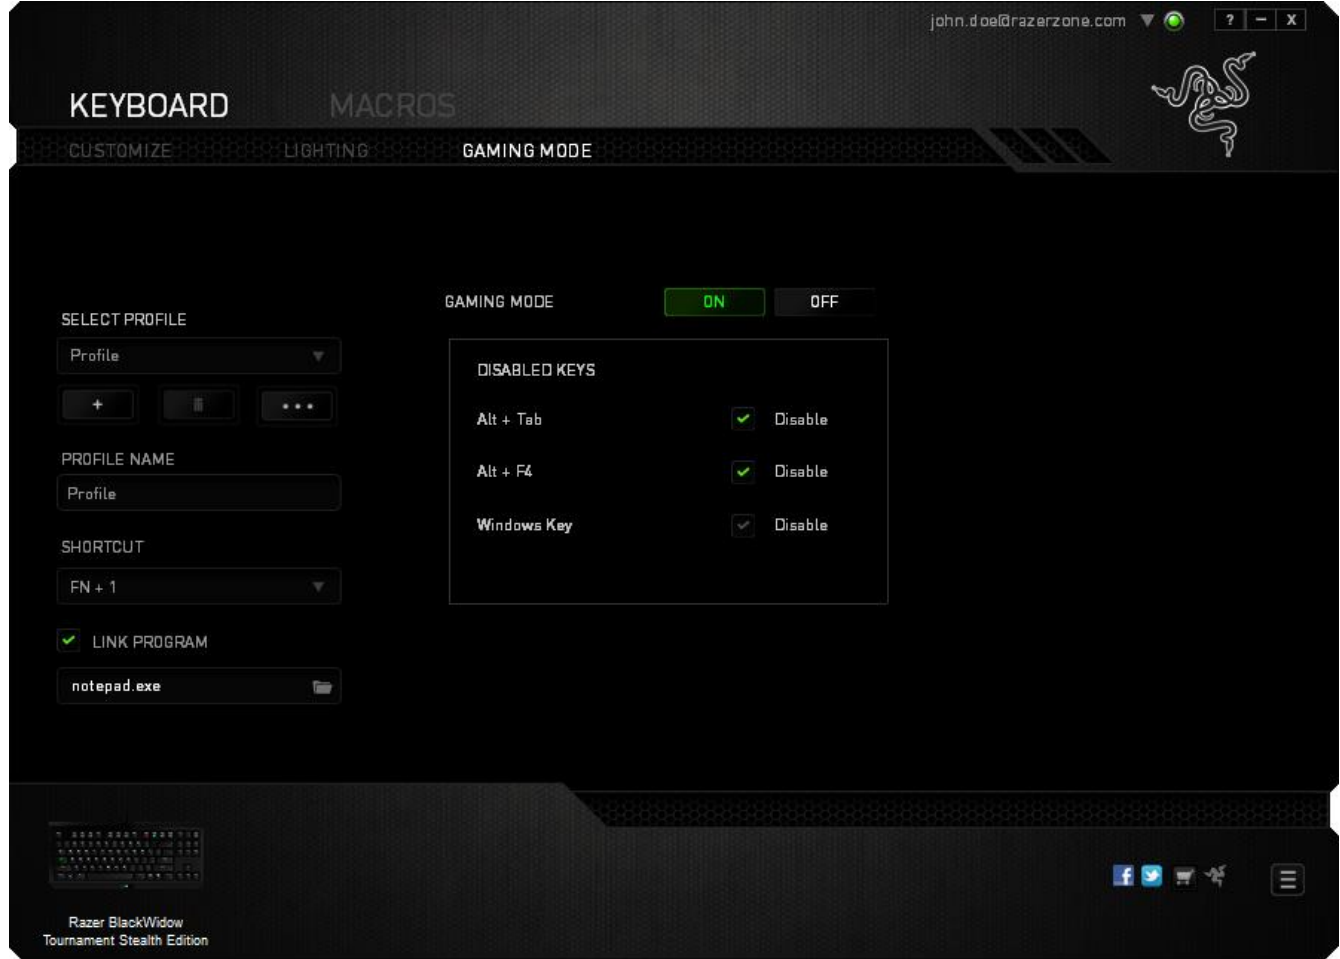 john.doe@razerzone.com
? – X
KEYBOARD MACROS
CUSTOMIZE LIGHTING GAMING MODE
GAMING MODE ON OFF
SELECT PROFILE
Profile
+ •••
PROFILE NAME
Profile
SHORTCUT
FN + 1
LINK PROGRAM
notepad.exe
DISABLED KEYS
Alt + Tab Disable
Alt + F4 Disable
Windows Key Disable
Razer BlackWidow
Tournament Stealth Edition